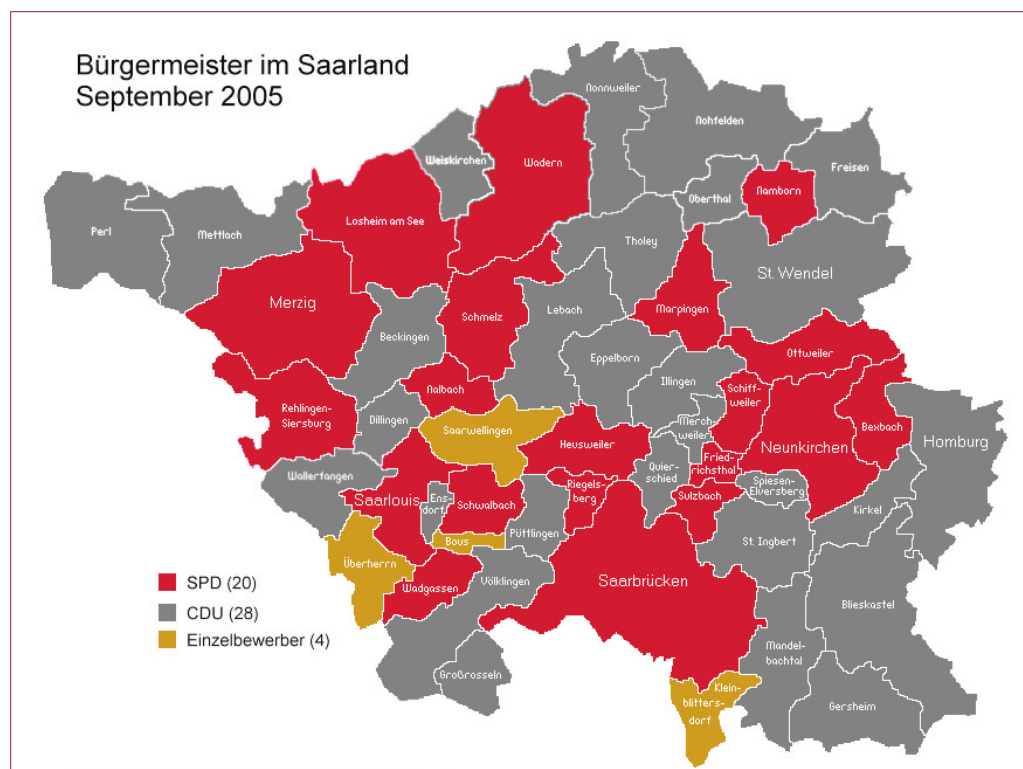 Bürgermeister im Saarland
September 2005
Nonnweiler
Nohfelden
Weiskirchen
Wadern
Freisen
Oberthal
Namborn
Losheim am See
Perl
Mettlach
Tholey
St. Wendel
Merzig
Schmelz
Lebach
Marpingen
Beckingen
Eppelborn
Ottweiler
Illingen
Nalbach
Schiff-
weiler
Rehlingen-
Siersburg
Dillingen
Saarwellingen
Merch-
weiler
Bexbach
Heusweiler
Neunkirchen
Homburg
Wallerfangen
Quier-
schied
Fried-
richsthal
Saarlouis
Ens-
dorf
Schwalbach
Riegels-
berg
Sulzbach
Spiesen-
Elversberg
Kirkel
Püttlingen
Bous
St. Ingbert
Überherrn
Völklingen
Saarbrücken
Wadgassen
Blieskastel
SPD (20)
CDU (28)
Einzelbewerber (4)
Mandel-
bachtal
Großrosseln
Klein-
blitters-
dorf
Gersheim